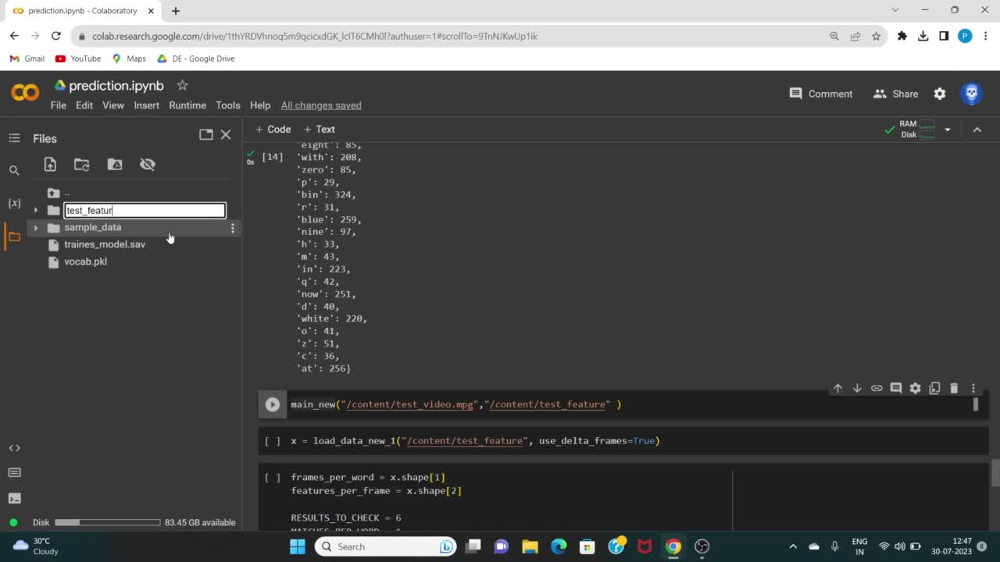 prediction.ipynb - Colaboratory
colab.research.google.com/drive/1thYRDVhnoq5m9qcicxdGK_lcIT6CMh0l?authuser=1#scrollTo=9TnNJKwUp1ik
P
Gmail YouTube Maps DE - Google Drive
prediction.ipynb
File Edit View Insert Runtime Tools Help All changes saved
Comment Share
+ Code + Text
RAM
Disk
Files
..
test_featur
sample_data
traines_model.sav
vocab.pkl
{x}
Disk 83.45 GB available
0s
[14]
'eight': 85,
'with': 208,
'zero': 85,
'p': 29,
'bin': 324,
'r': 31,
'blue': 259,
'nine': 97,
'h': 33,
'm': 43,
'in': 223,
'q': 42,
'now': 251,
'd': 40,
'white': 220,
'o': 41,
'z': 51,
'c': 36,
'at': 256}
main_new("/content/test_video.mpg","/content/test_feature" )
[ ] x = load_data_new_1("/content/test_feature", use_delta_frames=True)
[ ] frames_per_word = x.shape[1]
features_per_frame = x.shape[2]
RESULTS_TO_CHECK = 6
30°C
Cloudy
Search
ENG
IN
12:47
30-07-2023
8